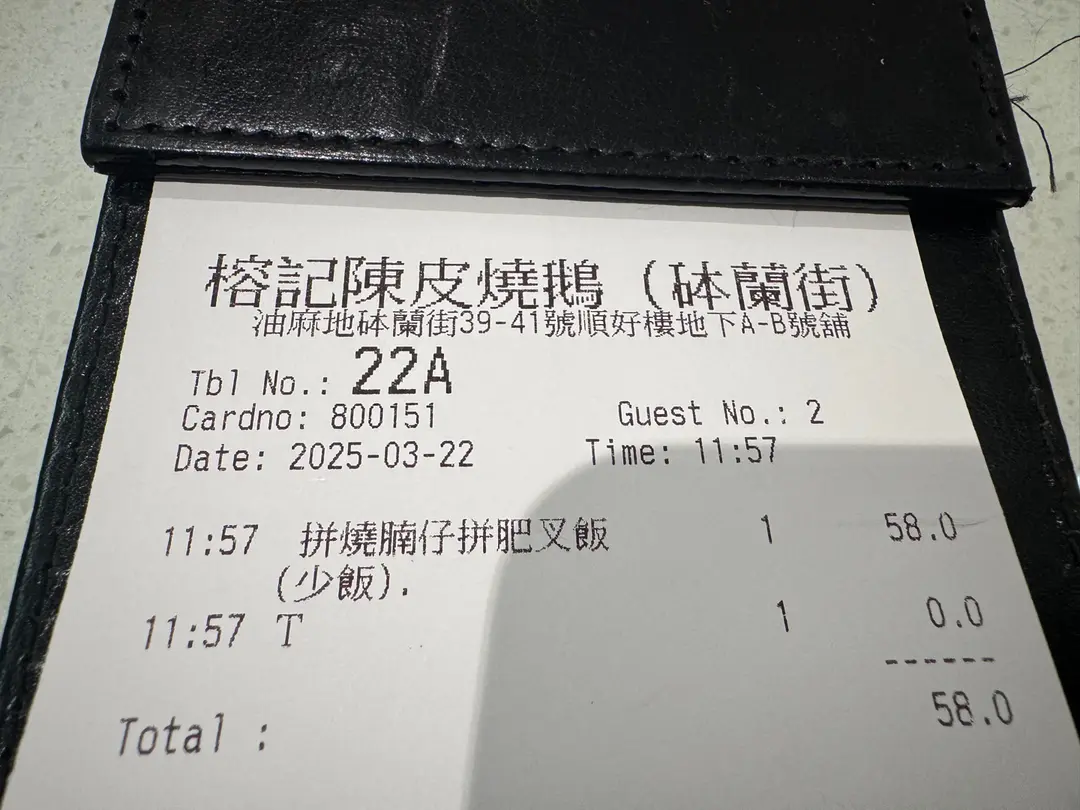 榕記陳皮燒鵝 (砵蘭街)
油麻地砵蘭街39-41號順好樓地下A-B號舖
Tbl No.: 22A
Cardno: 800151 Guest No.: 2
Date: 2025-03-22 Time: 11:57
11:57 拼燒腩仔拼肥叉飯 1 58.0
(少飯).
11:57 T 1 0.0
------
58.0
Total :